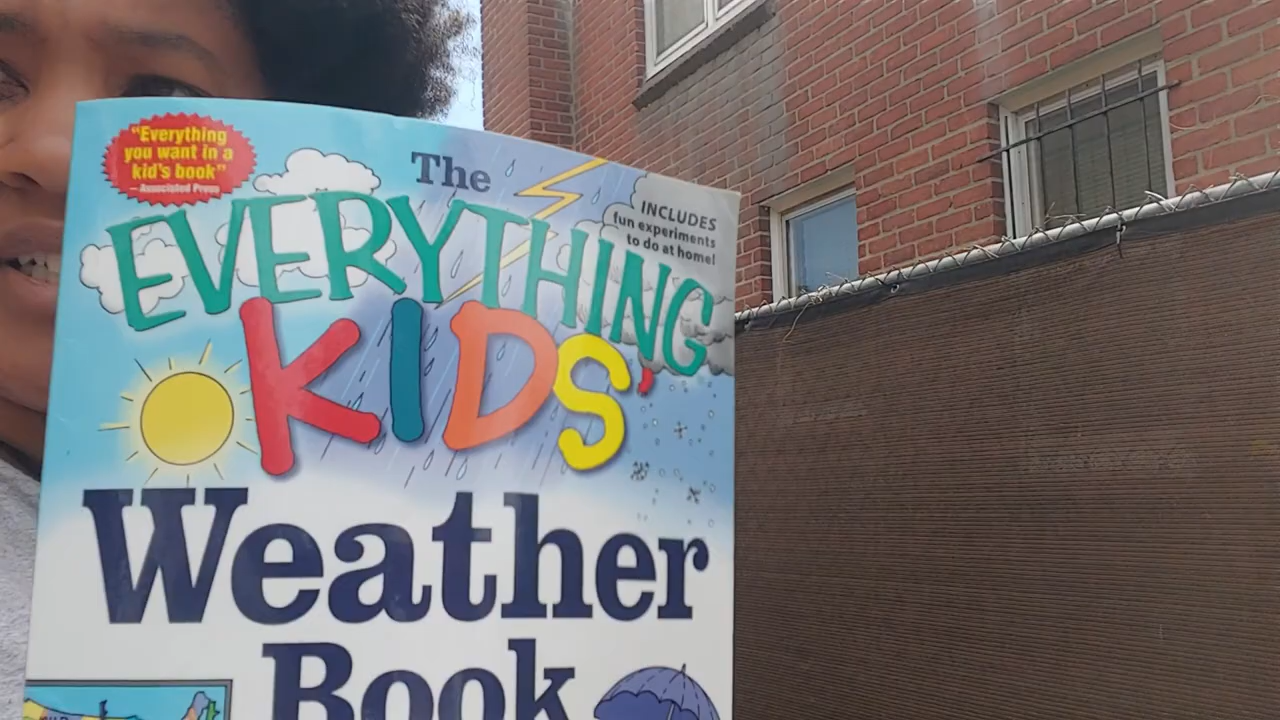 "Everything
you want in a
kid's book"
— Associated Press
The
EVERYTHING
KIDS'
INCLUDES
fun experiments
to do at home!
Weather
Book